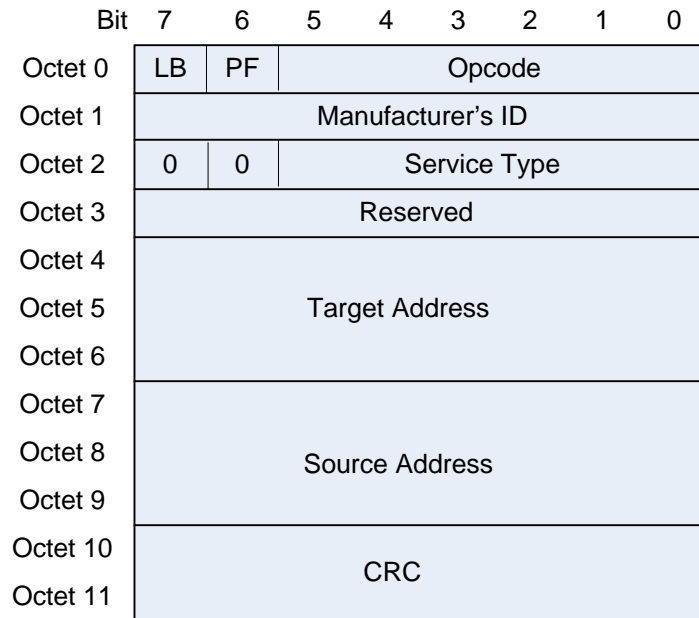 Bit 7 6 5 4 3 2 1 0
Octet 0 LB PF Opcode
Octet 1 Manufacturer's ID
Octet 2 0 0 Service Type
Octet 3 Reserved
Octet 4
Octet 5 Target Address
Octet 6
Octet 7
Octet 8 Source Address
Octet 9
Octet 10
CRC
Octet 11